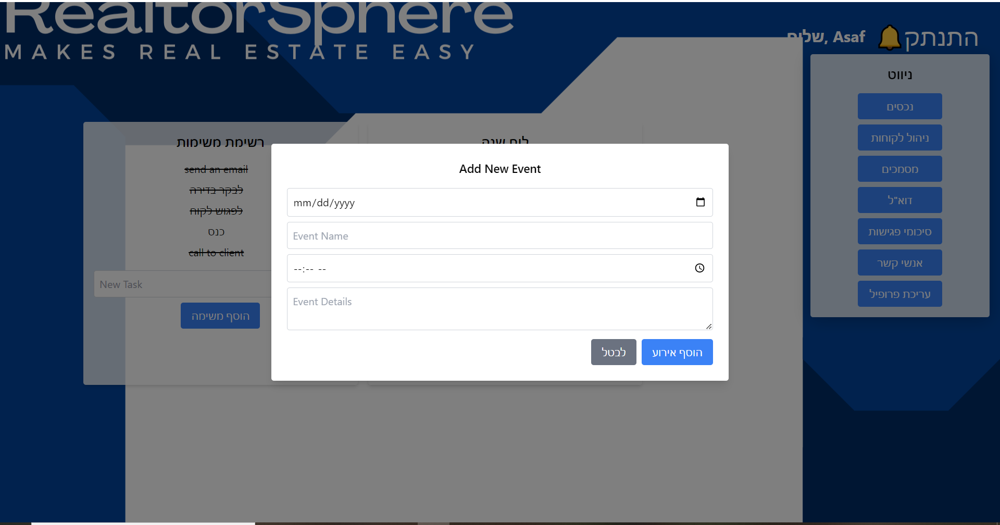 RealtorSphere
MAKES REAL ESTATE EASY
שלום, Asaf
התנתק
ניווט
נכסים
ניהול לקוחות
מסמכים
דוא"ל
סיכומי פגישות
אנשי קשר
עריכת פרופיל
רשימת משימות
send an email
לבקר בדירה
לפגוש לקוח
כנס
call to client
New Task
הוסף משימה
לוח שנה
Add New Event
mm/dd/yyyy
Event Name
--:-- --
Event Details
הוסף אירוע
לבטל